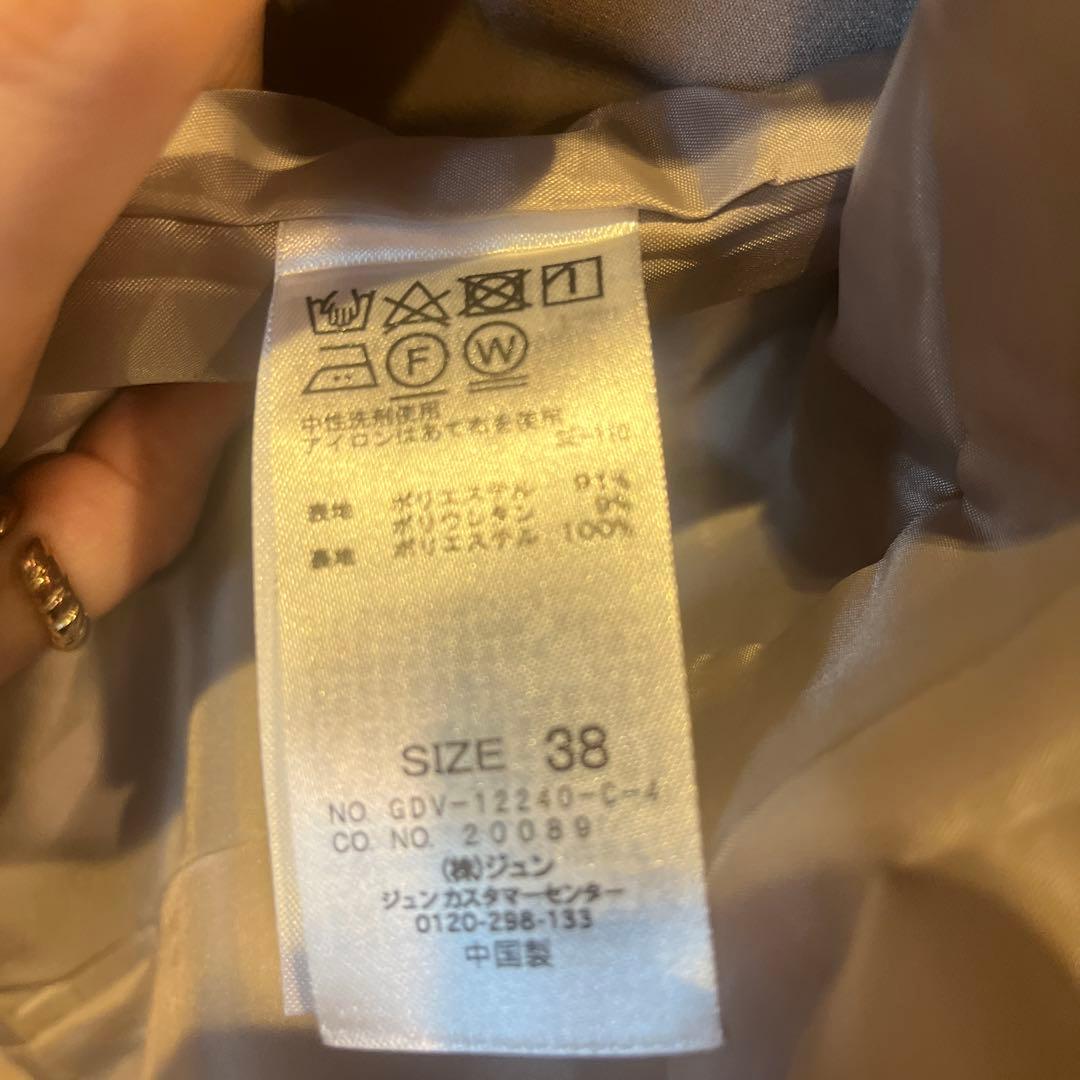 F W
中性洗剤使用
アイロンはあて布を使用
32-110
表地 ポリエステル 91%
ポリウレタン 9%
裏地 ポリエステル 100%
SIZE 38
NO. GDV-12240-C-4
CO. NO. 20089
(株)ジュン
ジュンカスタマーセンター
0120-298-133
中国製